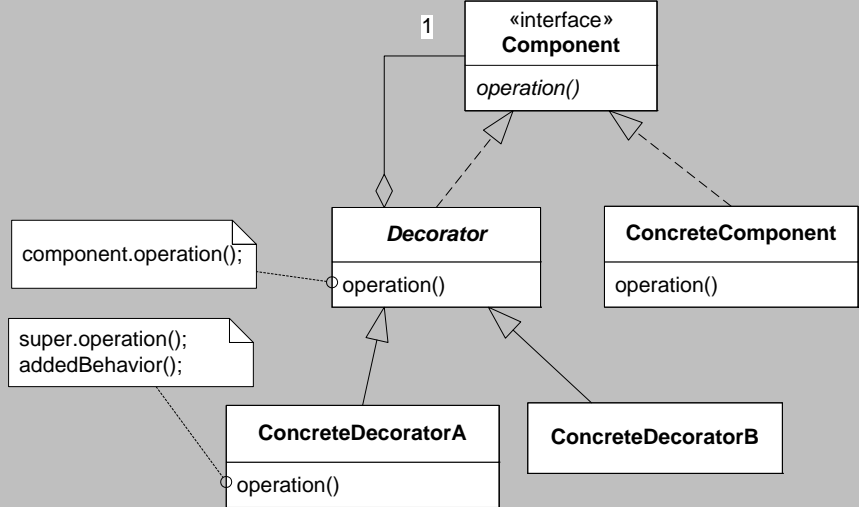 1
«interface»
Component
operation()
Decorator
operation()
ConcreteComponent
operation()
component.operation();
super.operation();
addedBehavior();
ConcreteDecoratorA
operation()
ConcreteDecoratorB